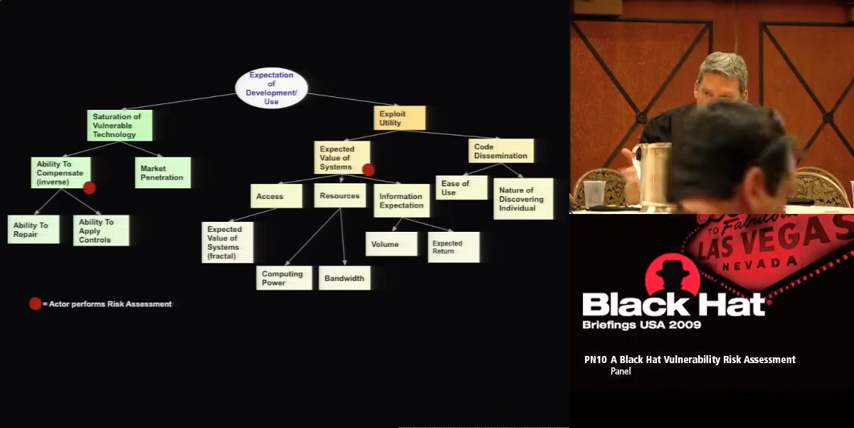 Expectation
of
Development/
Use
Saturation of
Vulnerable
Technology
Exploit
Utility
Ability To
Compensate
(inverse)
Market
Penetration
Expected
Value of
Systems
Code
Dissemination
Access
Resources
Information
Expectation
Ease of
Use
Nature of
Discovering
Individual
Ability To
Repair
Ability To
Apply
Controls
Expected
Value of
Systems
(fractal)
Volume
Expected
Return
Computing
Power
Bandwidth
= Actor performs Risk Assessment
TO Fabulous
LAS VEGAS
NEVADA
Black Hat
Briefings USA 2009
PN10 A Black Hat Vulnerability Risk Assessment
Panel